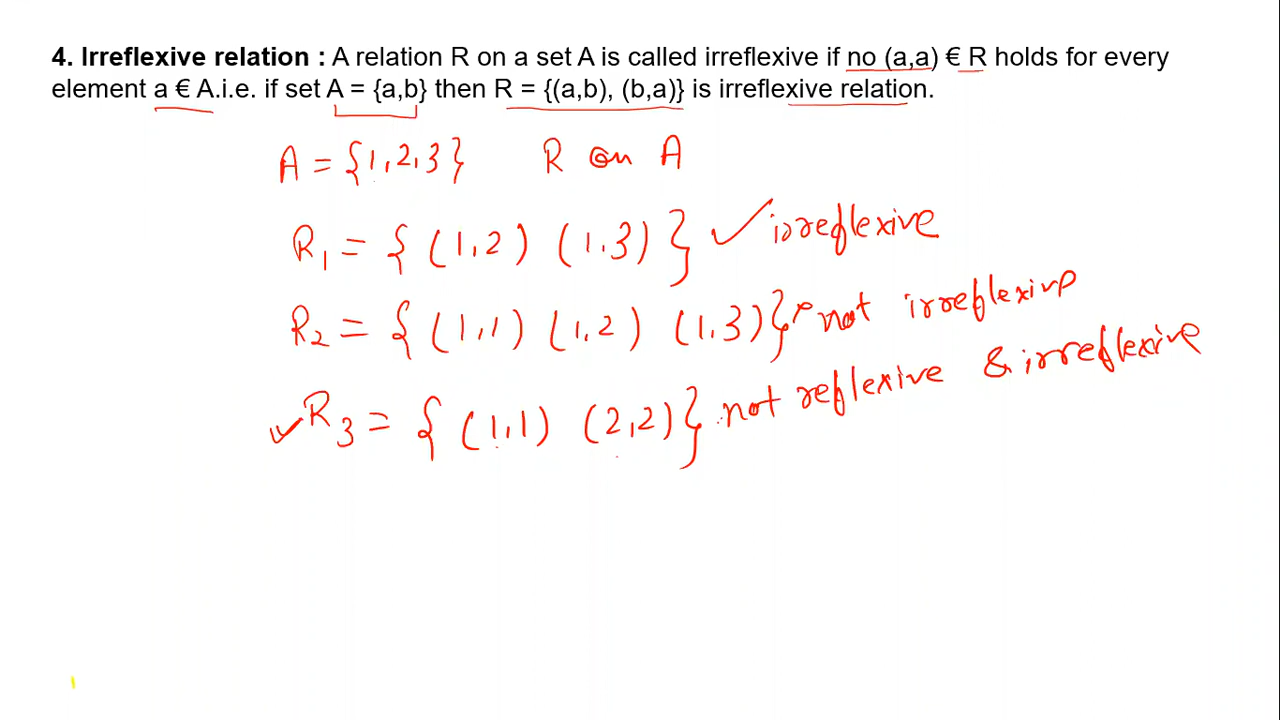 4. Irreflexive relation : A relation R on a set A is called irreflexive if no (a,a) € R holds for every
element a € A.i.e. if set A = {a,b} then R = {(a,b), (b,a)} is irreflexive relation.
A = {1,2,3} R on A
R1 = { (1,2) (1,3) } ✓ irreflexive
R2 = { (1,1) (1,2) (1,3) } not irreflexive
✓ R3 = { (1,1) (2,2) } not reflexive & irreflexive